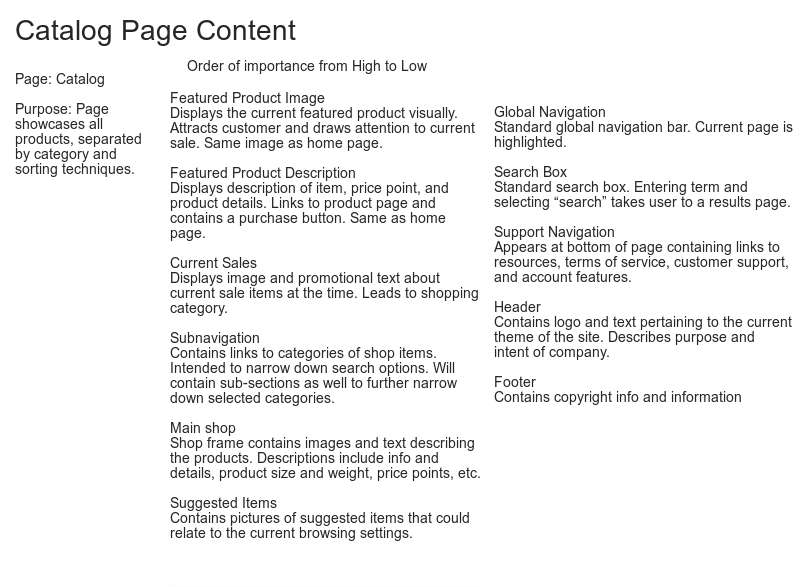 Catalog Page Content
Order of importance from High to Low
Page: Catalog
Purpose: Page
showcases all
products, separated
by category and
sorting techniques.
Featured Product Image
Displays the current featured product visually.
Attracts customer and draws attention to current
sale. Same image as home page.
Featured Product Description
Displays description of item, price point, and
product details. Links to product page and
contains a purchase button. Same as home
page.
Current Sales
Displays image and promotional text about
current sale items at the time. Leads to shopping
category.
Subnavigation
Contains links to categories of shop items.
Intended to narrow down search options. Will
contain sub-sections as well to further narrow
down selected categories.
Main shop
Shop frame contains images and text describing
the products. Descriptions include info and
details, product size and weight, price points, etc.
Suggested Items
Contains pictures of suggested items that could
relate to the current browsing settings.
Global Navigation
Standard global navigation bar. Current page is
highlighted.
Search Box
Standard search box. Entering term and
selecting “search” takes user to a results page.
Support Navigation
Appears at bottom of page containing links to
resources, terms of service, customer support,
and account features.
Header
Contains logo and text pertaining to the current
theme of the site. Describes purpose and
intent of company.
Footer
Contains copyright info and information